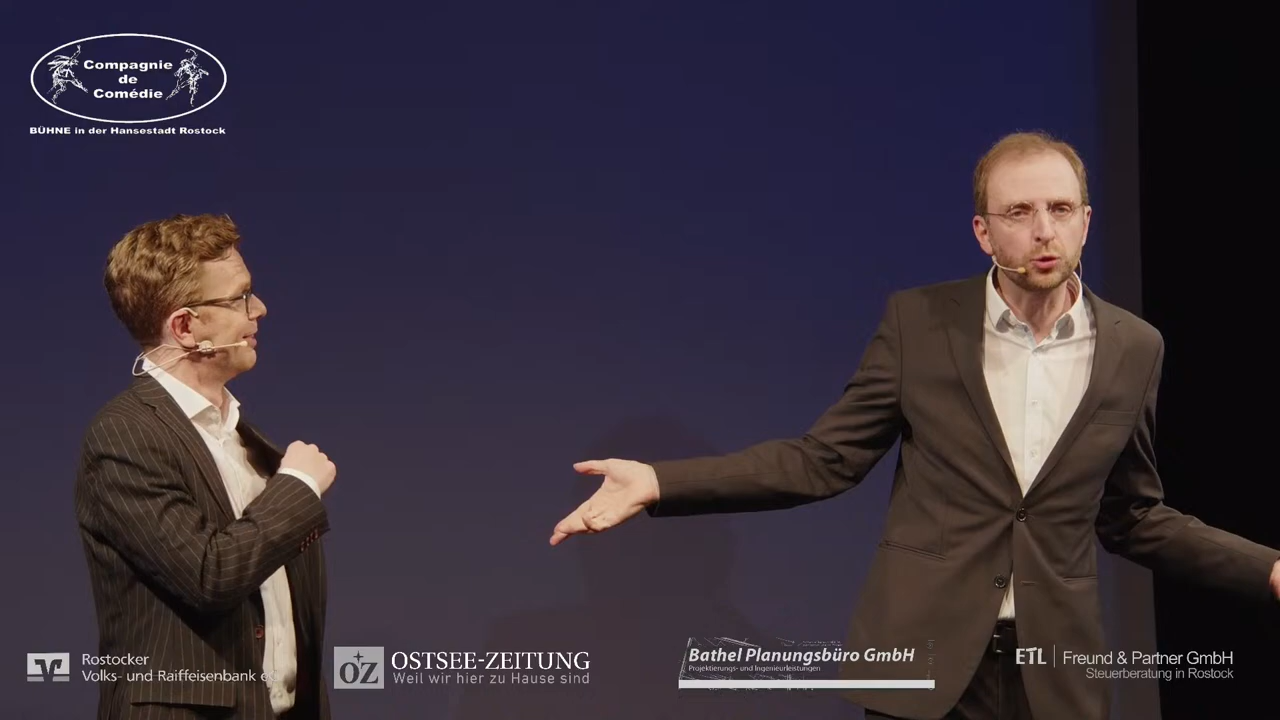 Compagnie
de
Comédie
BÜHNE in der Hansestadt Rostock
Rostocker
Volks- und Raiffeisenbank eG
OZ
OSTSEE-ZEITUNG
Weil wir hier zu Hause sind
Bathel Planungsbüro GmbH
Projektierungs- und Ingenieurleistungen
ETL
Freund & Partner GmbH
Steuerberatung in Rostock